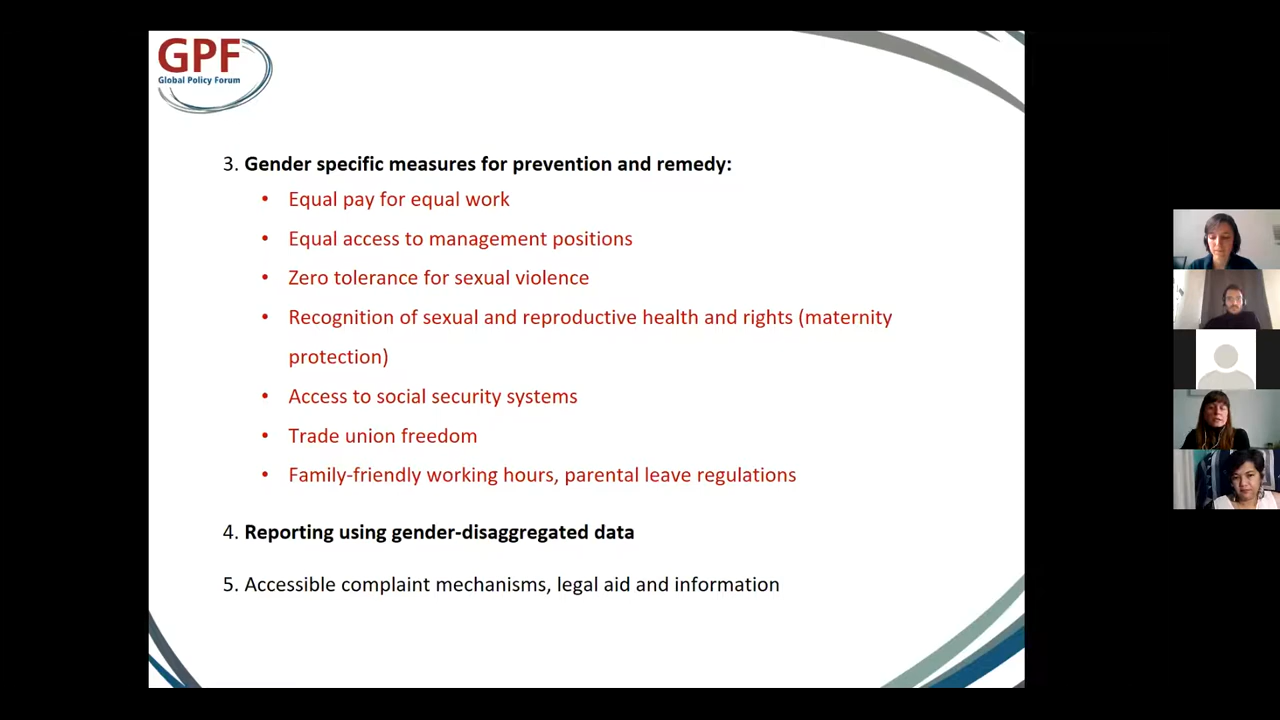 GPF
Global Policy Forum
3. Gender specific measures for prevention and remedy:
• Equal pay for equal work
• Equal access to management positions
• Zero tolerance for sexual violence
• Recognition of sexual and reproductive health and rights (maternity
protection)
• Access to social security systems
• Trade union freedom
• Family-friendly working hours, parental leave regulations
4. Reporting using gender-disaggregated data
5. Accessible complaint mechanisms, legal aid and information